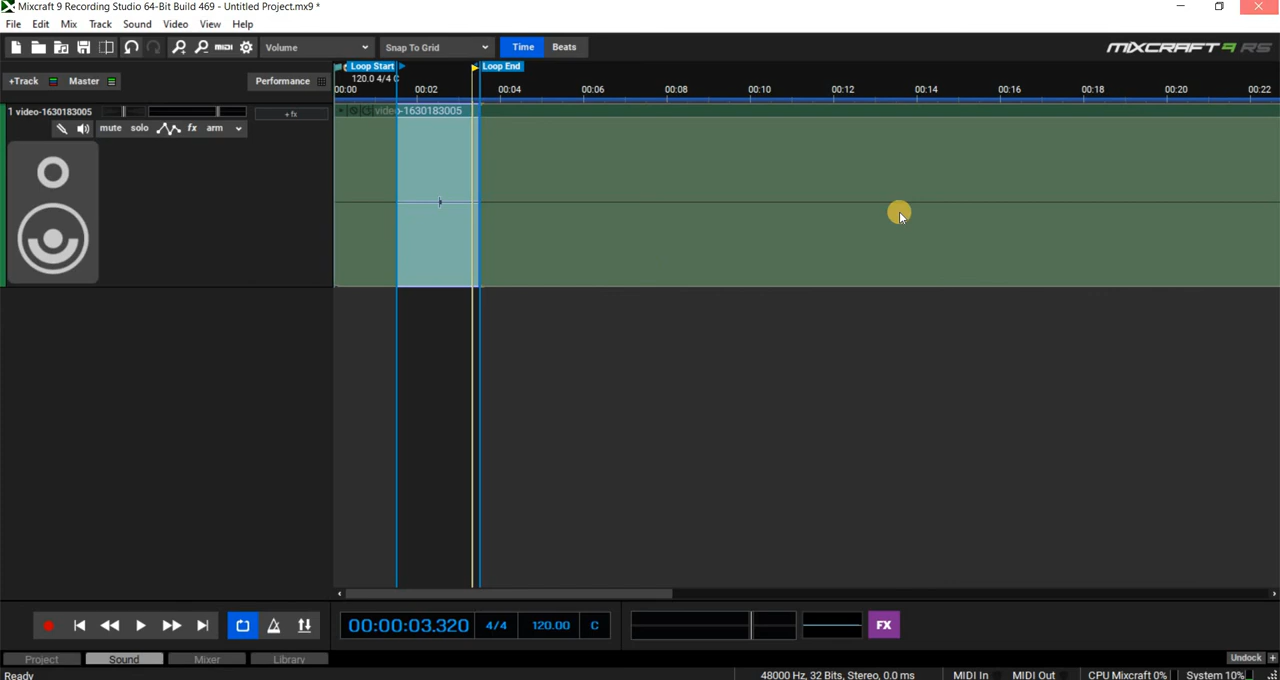 Mixcraft 9 Recording Studio 64-Bit Build 469 - Untitled Project.mx9 *
File Edit Mix Track Sound Video View Help
MIDI Volume Snap To Grid Time Beats MIXCRAFT 9 RS
Loop Start Loop End
+Track Master Performance 120.0 4/4 C
00:00 00:02 00:04 00:06 00:08 00:10 00:12 00:14 00:16 00:18 00:20 00:22
1 video-1630183005 +fx video-1630183005
mute solo fx arm
00:00:03.320 4/4 120.00 C FX
Project Sound Mixer Library Undock +
Ready 48000 Hz, 32 Bits, Stereo, 0.0 ms MIDI In MIDI Out CPU Mixcraft 0% System 10%